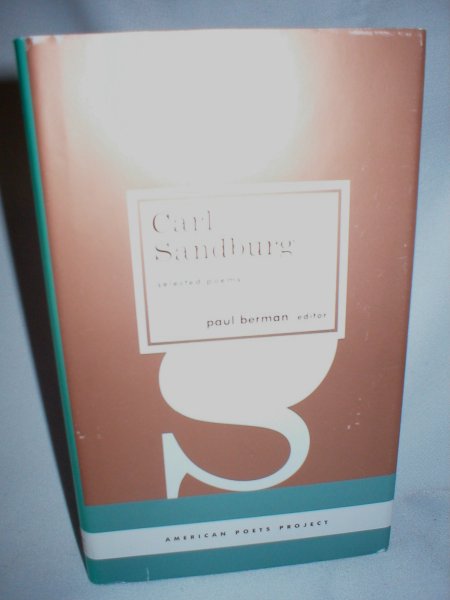 Carl
Sandburg
selected poems
paul berman editor
S
AMERICAN POETS PROJECT